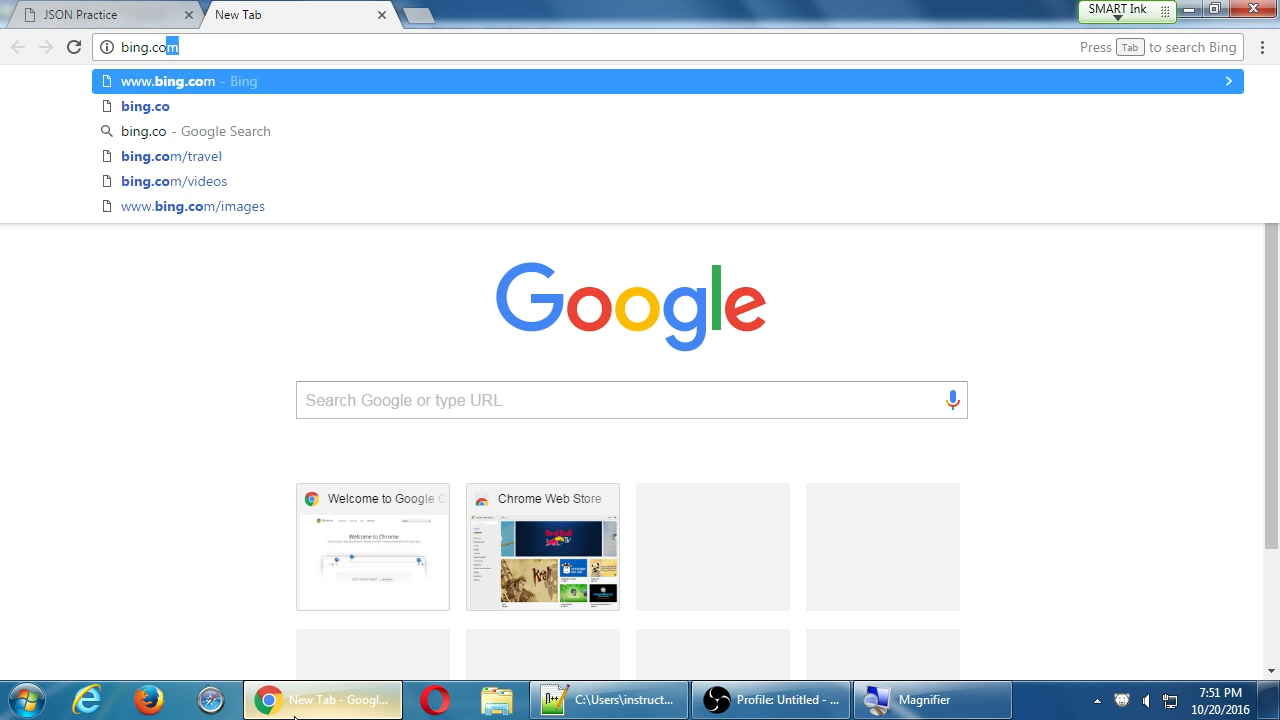 JSON Practice
New Tab
SMART Ink
bing.com
Press Tab to search Bing
www.bing.com - Bing
bing.co
bing.co - Google Search
bing.com/travel
bing.com/videos
www.bing.com/images
Google
Search Google or type URL
Welcome to Google C
Chrome Web Store
Welcome to Chrome
New Tab - Googl...
C:\Users\instruct...
Profile: Untitled - ...
Magnifier
7:51 PM
10/20/2016